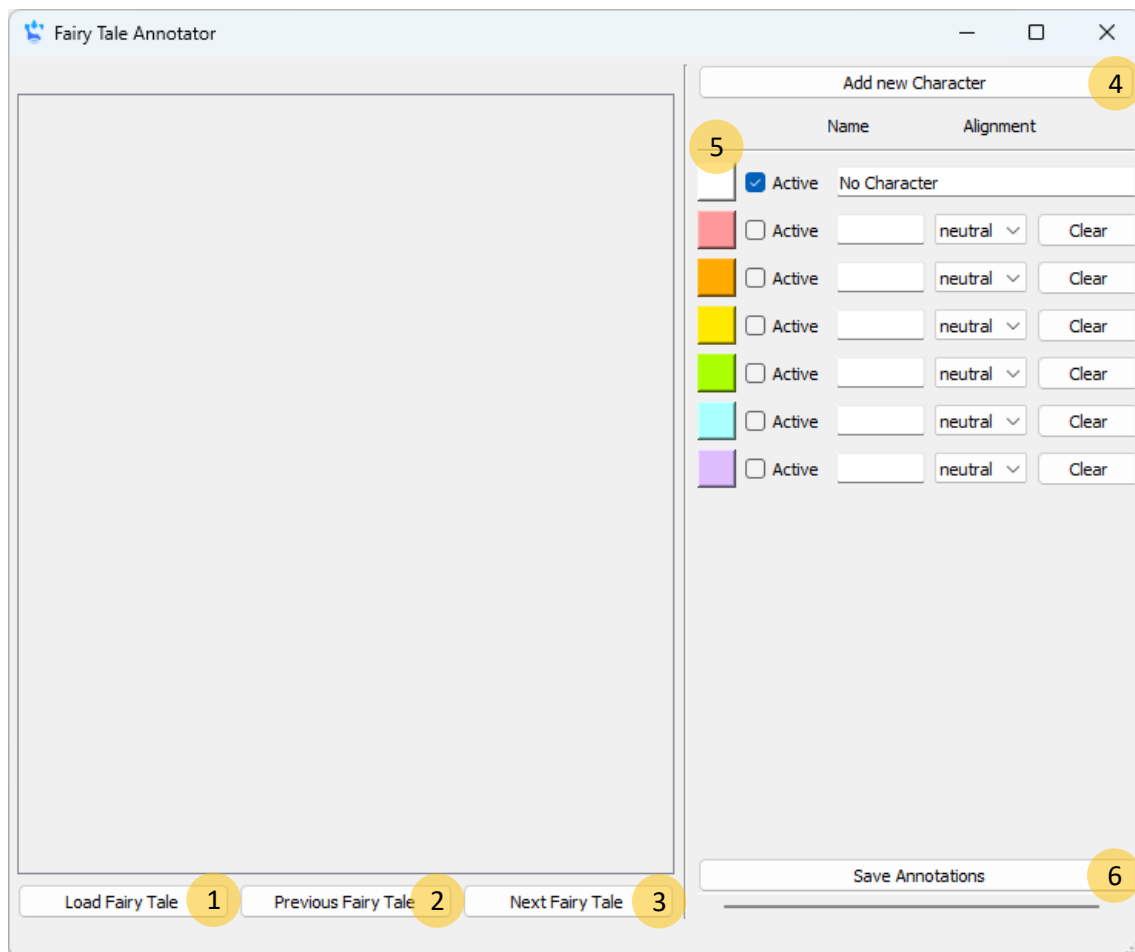 Fairy Tale Annotator
Add new Character 4
Name Alignment
5
Active No Character
Active neutral Clear
Active neutral Clear
Active neutral Clear
Active neutral Clear
Active neutral Clear
Active neutral Clear
Save Annotations 6
Load Fairy Tale 1 Previous Fairy Tale 2 Next Fairy Tale 3